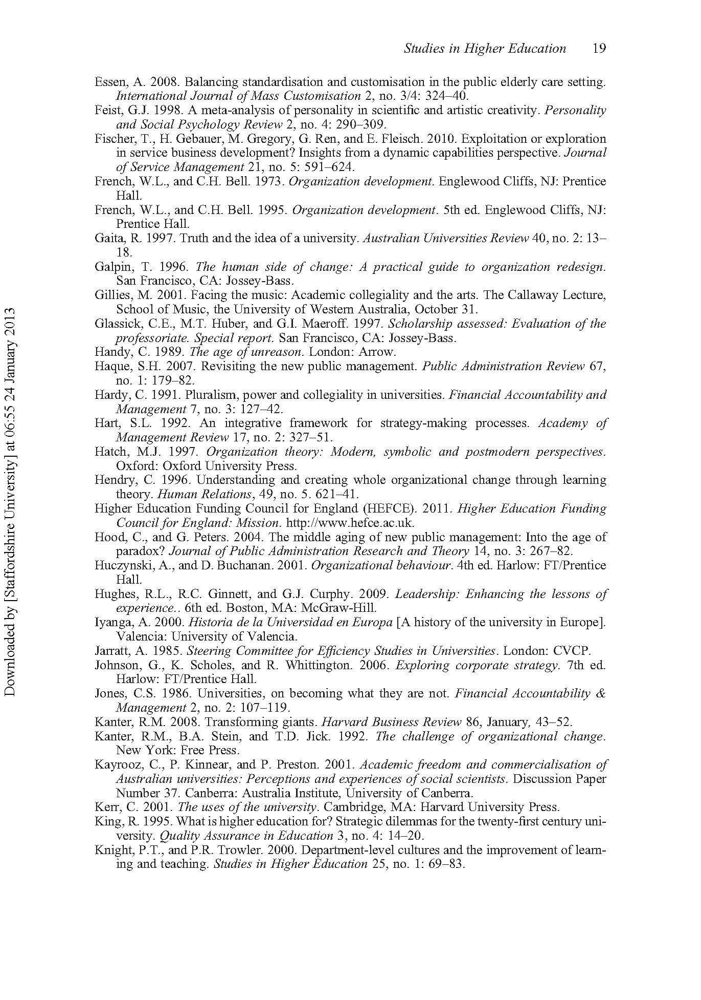 Studies in Higher Education 19
Essen, A. 2008. Balancing standardisation and customisation in the public elderly care setting.
International Journal of Mass Customisation 2, no. 3/4: 324–40.
Feist, G.J. 1998. A meta-analysis of personality in scientific and artistic creativity. Personality
and Social Psychology Review 2, no. 4: 290–309.
Fischer, T., H. Gebauer, M. Gregory, G. Ren, and E. Fleisch. 2010. Exploitation or exploration
in service business development? Insights from a dynamic capabilities perspective. Journal
of Service Management 21, no. 5: 591–624.
French, W.L., and C.H. Bell. 1973. Organization development. Englewood Cliffs, NJ: Prentice
Hall.
French, W.L., and C.H. Bell. 1995. Organization development. 5th ed. Englewood Cliffs, NJ:
Prentice Hall.
Gaita, R. 1997. Truth and the idea of a university. Australian Universities Review 40, no. 2: 13–
18.
Galpin, T. 1996. The human side of change: A practical guide to organization redesign.
San Francisco, CA: Jossey-Bass.
Gillies, M. 2001. Facing the music: Academic collegiality and the arts. The Callaway Lecture,
School of Music, the University of Western Australia, October 31.
Glassick, C.E., M.T. Huber, and G.I. Maeroff. 1997. Scholarship assessed: Evaluation of the
professoriate. Special report. San Francisco, CA: Jossey-Bass.
Handy, C. 1989. The age of unreason. London: Arrow.
Haque, S.H. 2007. Revisiting the new public management. Public Administration Review 67,
no. 1: 179–82.
Hardy, C. 1991. Pluralism, power and collegiality in universities. Financial Accountability and
Management 7, no. 3: 127–42.
Hart, S.L. 1992. An integrative framework for strategy-making processes. Academy of
Management Review 17, no. 2: 327–51.
Hatch, M.J. 1997. Organization theory: Modern, symbolic and postmodern perspectives.
Oxford: Oxford University Press.
Hendry, C. 1996. Understanding and creating whole organizational change through learning
theory. Human Relations, 49, no. 5. 621–41.
Higher Education Funding Council for England (HEFCE). 2011. Higher Education Funding
Council for England: Mission. http://www.hefce.ac.uk.
Hood, C., and G. Peters. 2004. The middle aging of new public management: Into the age of
paradox? Journal of Public Administration Research and Theory 14, no. 3: 267–82.
Huczynski, A., and D. Buchanan. 2001. Organizational behaviour. 4th ed. Harlow: FT/Prentice
Hall.
Hughes, R.L., R.C. Ginnett, and G.J. Curphy. 2009. Leadership: Enhancing the lessons of
experience.. 6th ed. Boston, MA: McGraw-Hill.
Iyanga, A. 2000. Historia de la Universidad en Europa [A history of the university in Europe].
Valencia: University of Valencia.
Jarratt, A. 1985. Steering Committee for Efficiency Studies in Universities. London: CVCP.
Johnson, G., K. Scholes, and R. Whittington. 2006. Exploring corporate strategy. 7th ed.
Harlow: FT/Prentice Hall.
Jones, C.S. 1986. Universities, on becoming what they are not. Financial Accountability &
Management 2, no. 2: 107–119.
Kanter, R.M. 2008. Transforming giants. Harvard Business Review 86, January, 43–52.
Kanter, R.M., B.A. Stein, and T.D. Jick. 1992. The challenge of organizational change.
New York: Free Press.
Kayrooz, C., P. Kinnear, and P. Preston. 2001. Academic freedom and commercialisation of
Australian universities: Perceptions and experiences of social scientists. Discussion Paper
Number 37. Canberra: Australia Institute, University of Canberra.
Kerr, C. 2001. The uses of the university. Cambridge, MA: Harvard University Press.
King, R. 1995. What is higher education for? Strategic dilemmas for the twenty-first century uni-
versity. Quality Assurance in Education 3, no. 4: 14–20.
Knight, P.T., and P.R. Trowler. 2000. Department-level cultures and the improvement of learn-
ing and teaching. Studies in Higher Education 25, no. 1: 69–83.
Downloaded by [Staffordshire University] at 06:55 24 January 2013